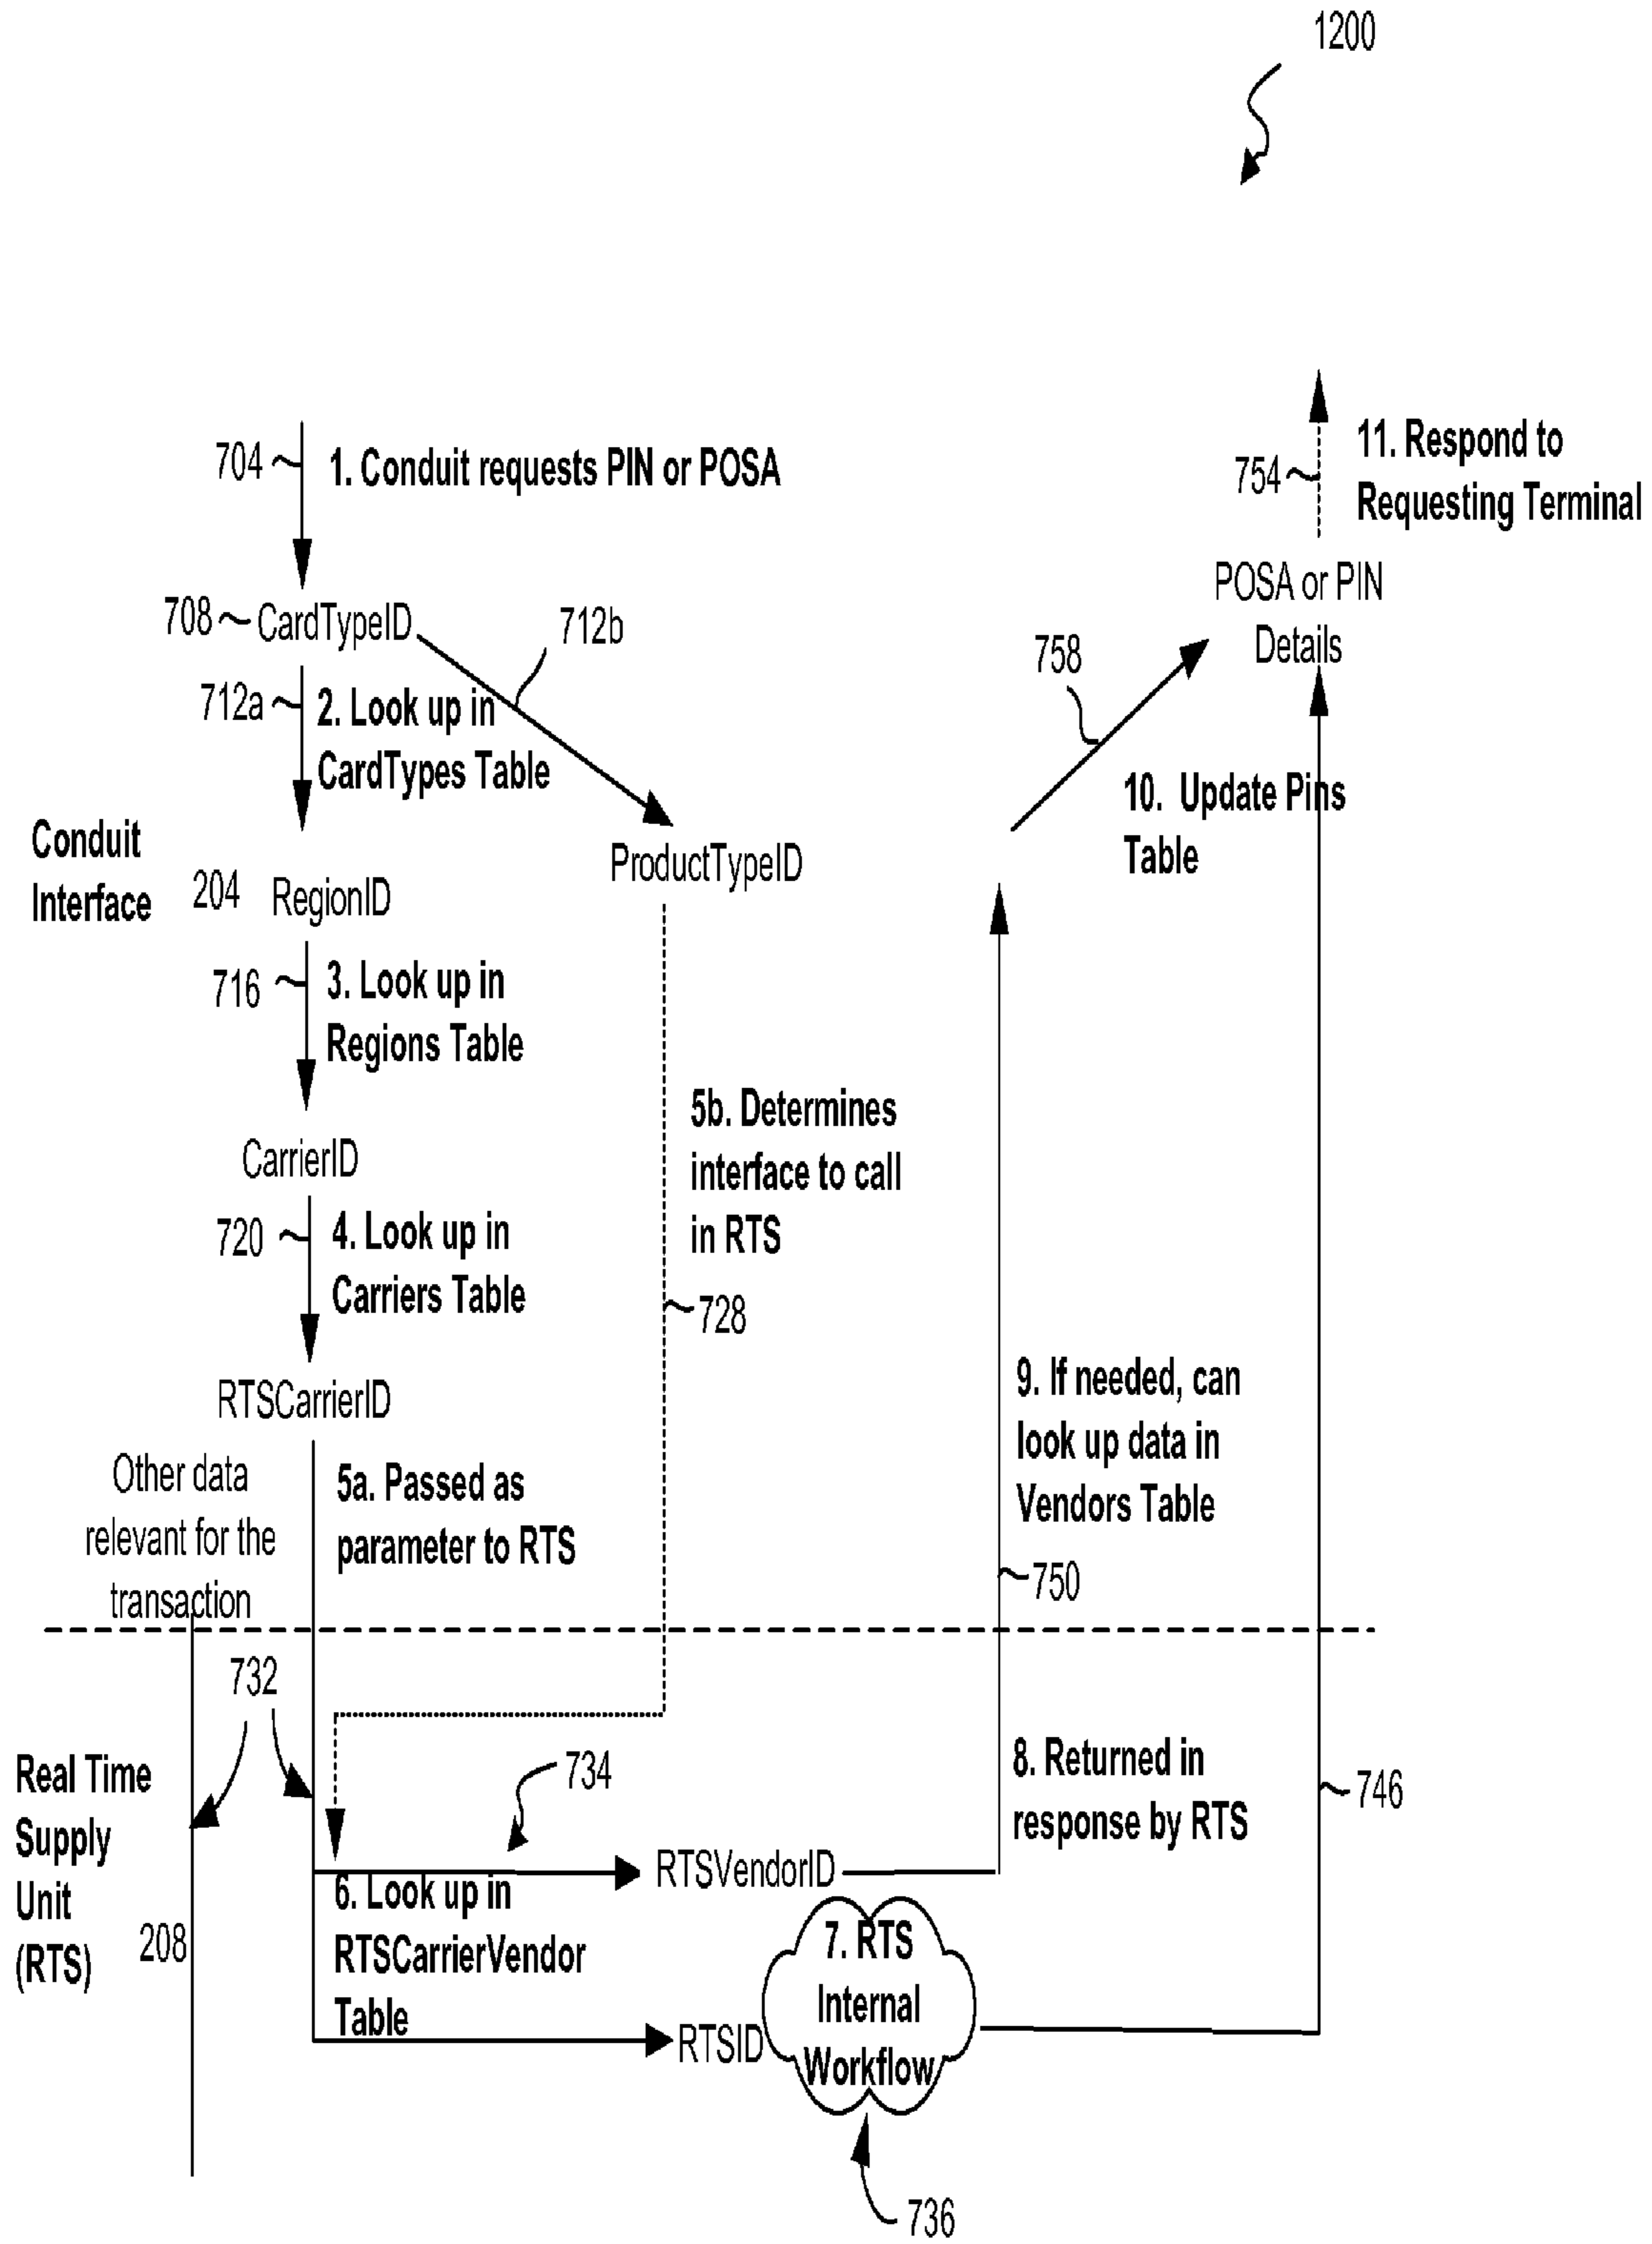 1200
704
1. Conduit requests PIN or POSA
708
CardTypeID
712b
712a
2. Look up in
CardTypes Table
Conduit
Interface
204
RegionID
ProductTypeID
716
3. Look up in
Regions Table
CarrierID
720
4. Look up in
Carriers Table
RTSCarrierID
5b. Determines
interface to call
in RTS
728
Other data
relevant for the
transaction
5a. Passed as
parameter to RTS
754
11. Respond to
Requesting Terminal
POSA or PIN
Details
758
10. Update Pins
Table
9. If needed, can
look up data in
Vendors Table
750
732
Real Time
Supply
Unit
(RTS)
208
734
8. Returned in
response by RTS
746
RTSVendorID
6. Look up in
RTSCarrierVendor
Table
RTSID
7. RTS
Internal
Workflow
736